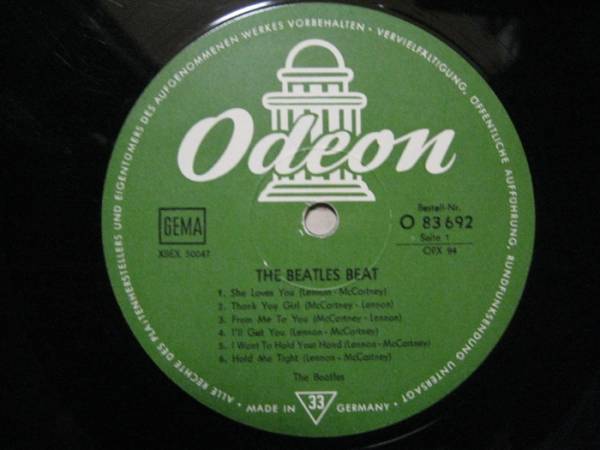 ALLE RECHTE DES PLATTENHERSTELLERS UND EIGENTÜMERS DES AUFGENOMMENEN WERKES VORBEHALTEN • VERVIELFÄLTIGUNG, ÖFFENTLICHE AUFFÜHRUNG, RUNDFUNKSENDUNG UNTERSAGT •
Odeon
GEMA
Bestell-Nr.
O 83 692
Seite 1
XSEX. 50047
OPX 94
THE BEATLES BEAT
1. She Loves You (Lennon - McCartney)
2. Thank You Girl (McCartney - Lennon)
3. From Me To You (McCartney - Lennon)
4. I'll Get You (Lennon - McCartney)
5. I Want To Hold Your Hand (Lennon - McCartney)
6. Hold Me Tight (Lennon - McCartney)
The Beatles
MADE IN 33 GERMANY